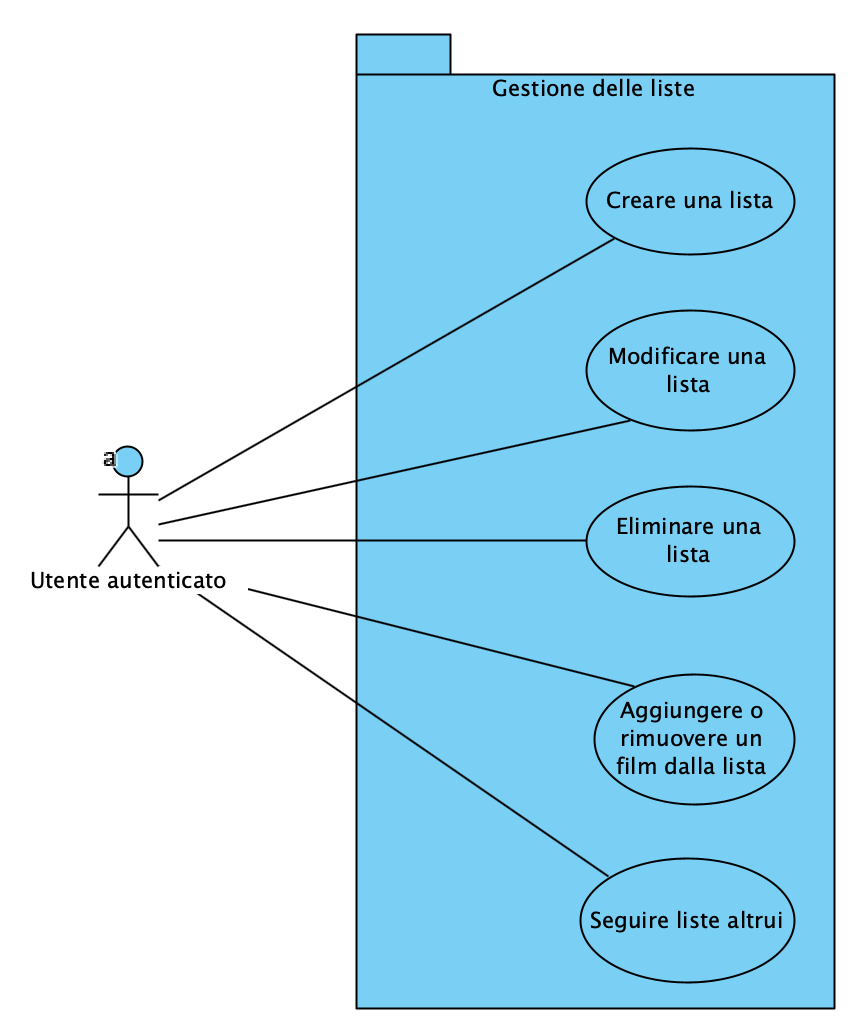 Gestione delle liste
Creare una lista
Modificare una
lista
a
Eliminare una
lista
Utente autenticato
Aggiungere o
rimuovere un
film dalla lista
Seguire liste altrui